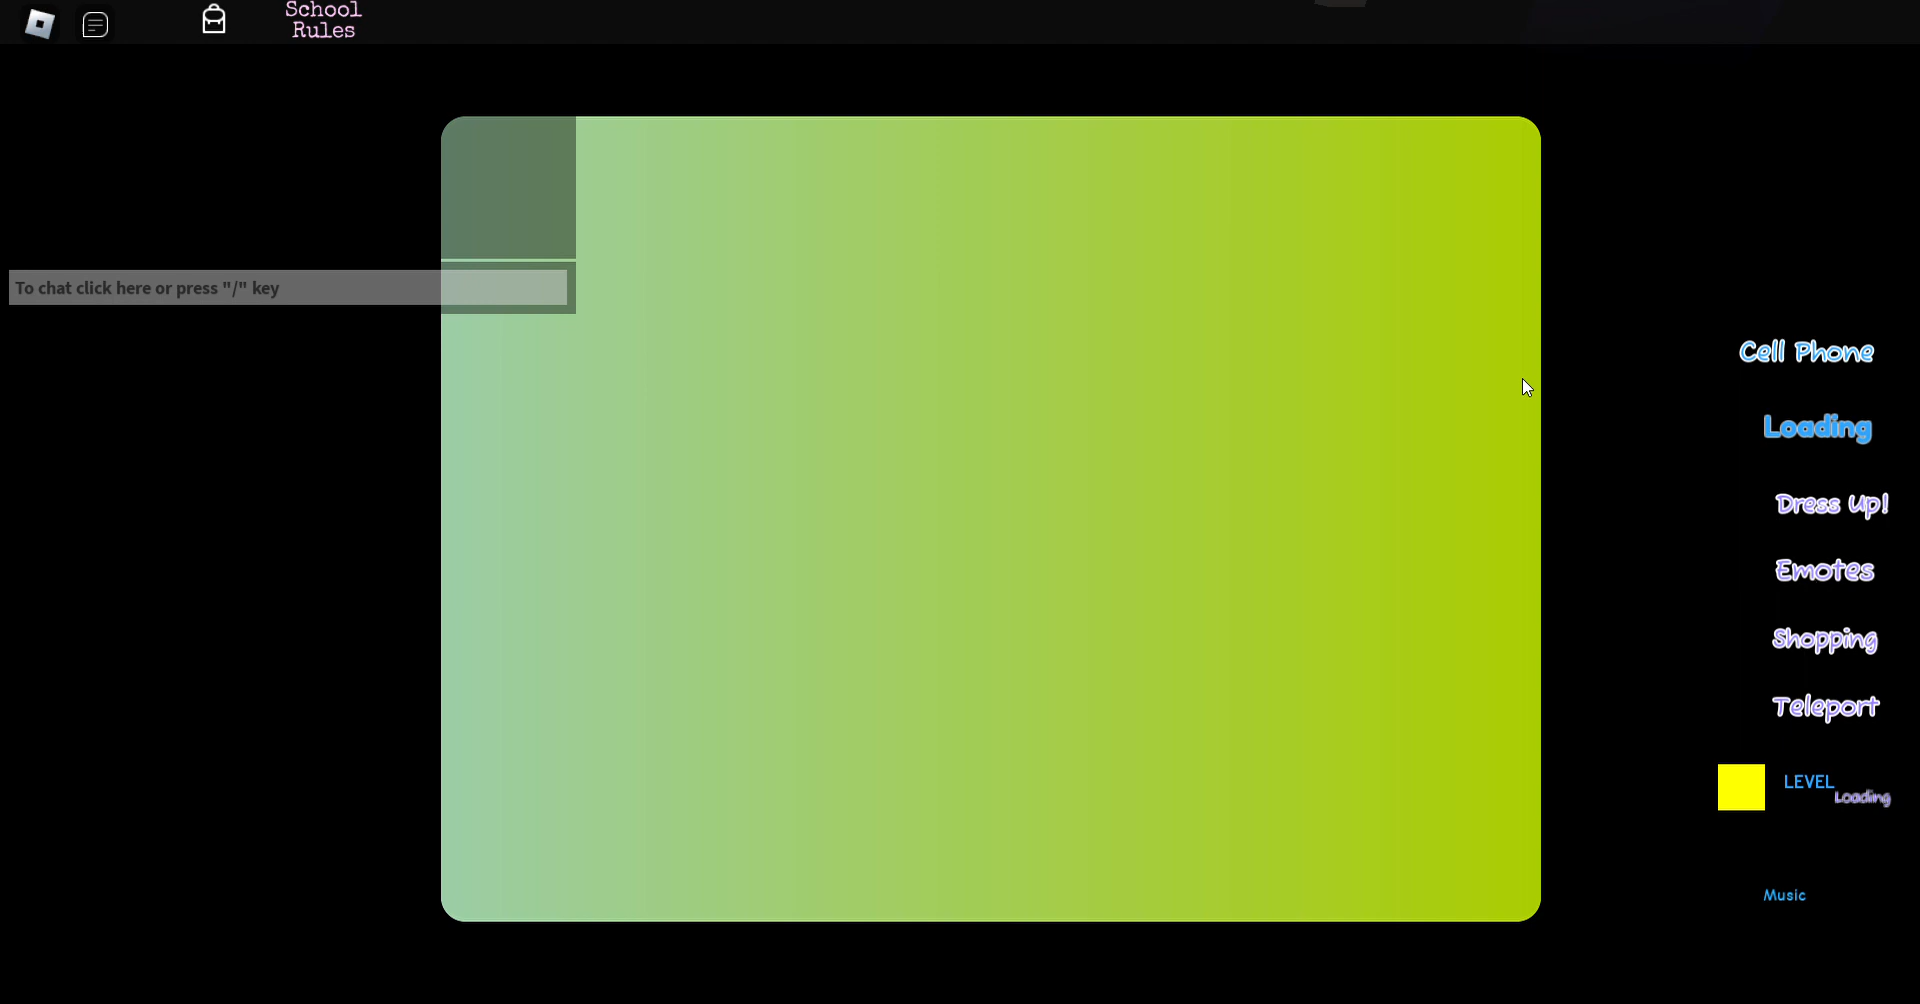 School
Rules
To chat click here or press "/" key
Cell Phone
Loading
Dress Up!
Emotes
Shopping
Teleport
LEVEL
Loading
Music